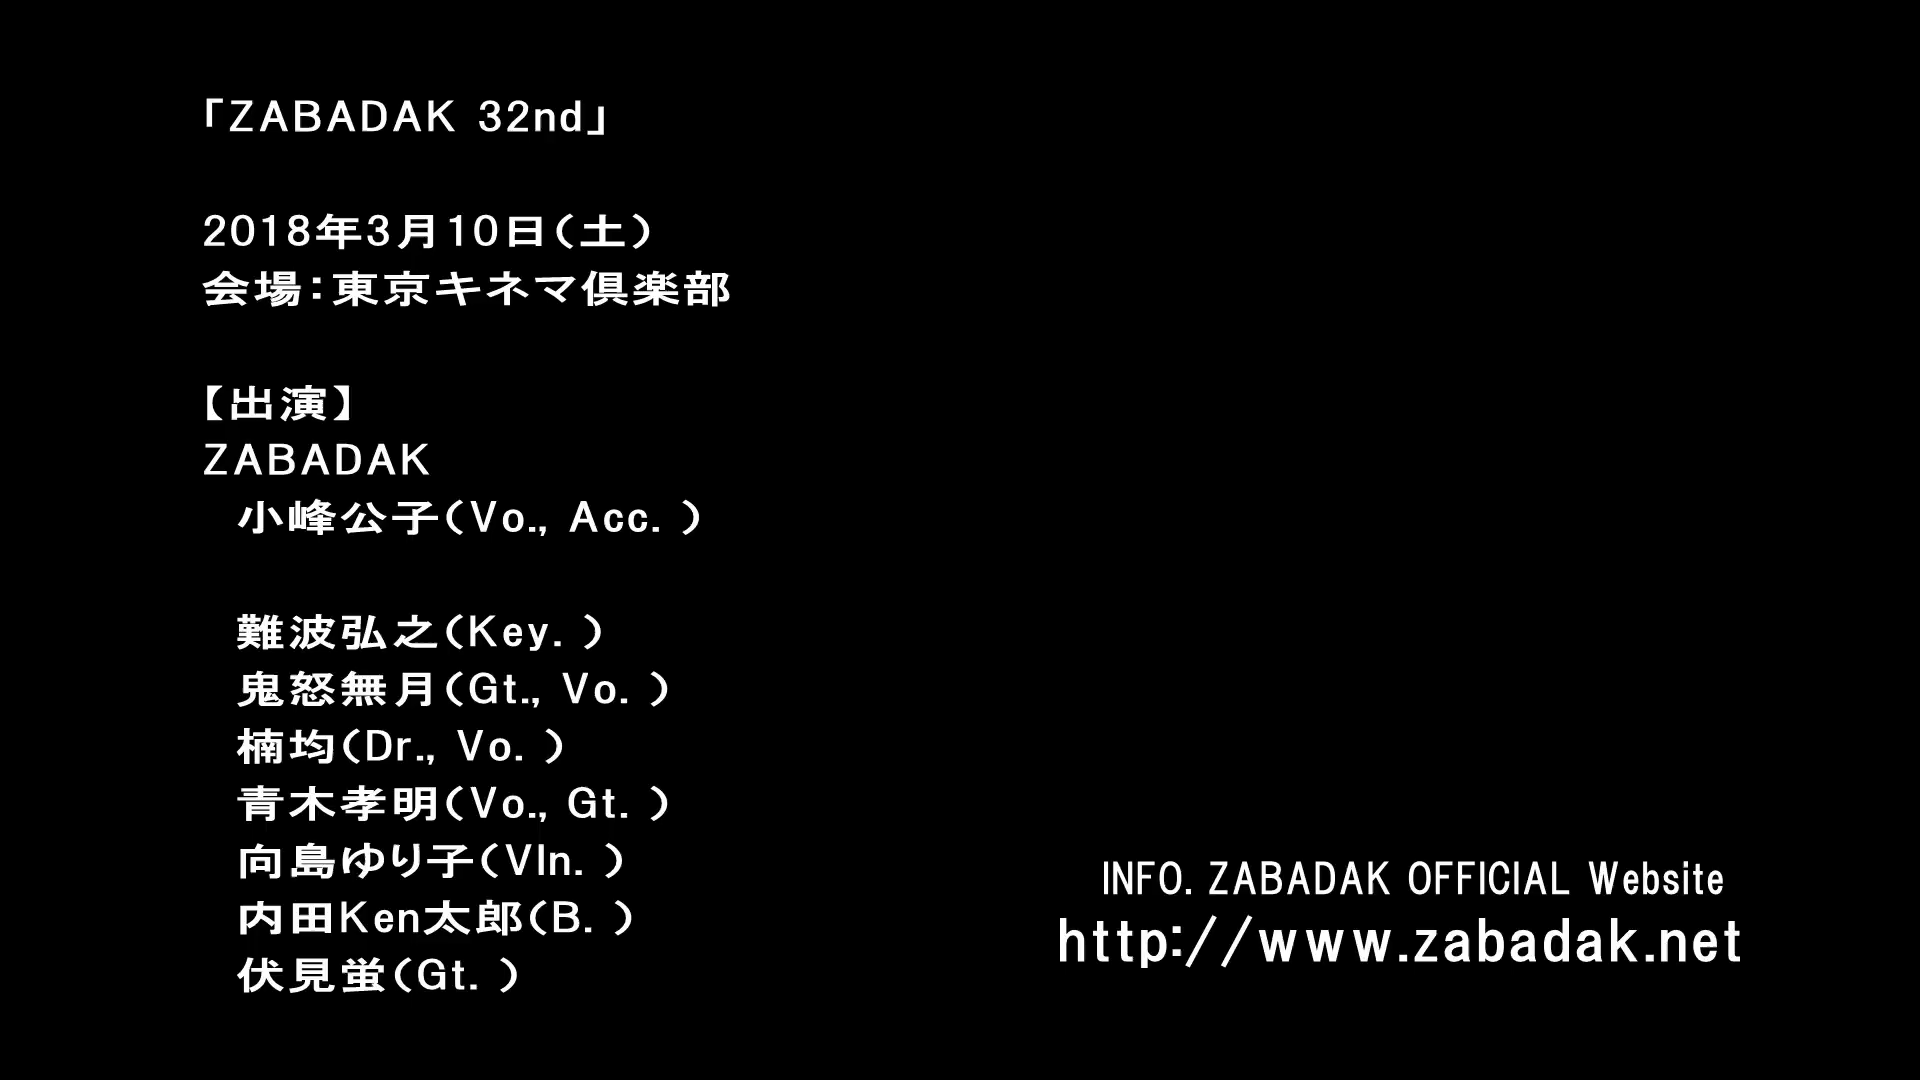 「ZABADAK 32nd」
2018年3月10日(土)
会場:東京キネマ倶楽部
【出演】
ZABADAK
小峰公子(Vo., Acc. )
難波弘之(Key. )
鬼怒無月(Gt., Vo. )
楠均(Dr., Vo. )
青木孝明(Vo., Gt. )
向島ゆり子(Vln. )
内田Ken太郎(B. )
伏見蛍(Gt. )
INFO. ZABADAK OFFICIAL Website
http://www.zabadak.net